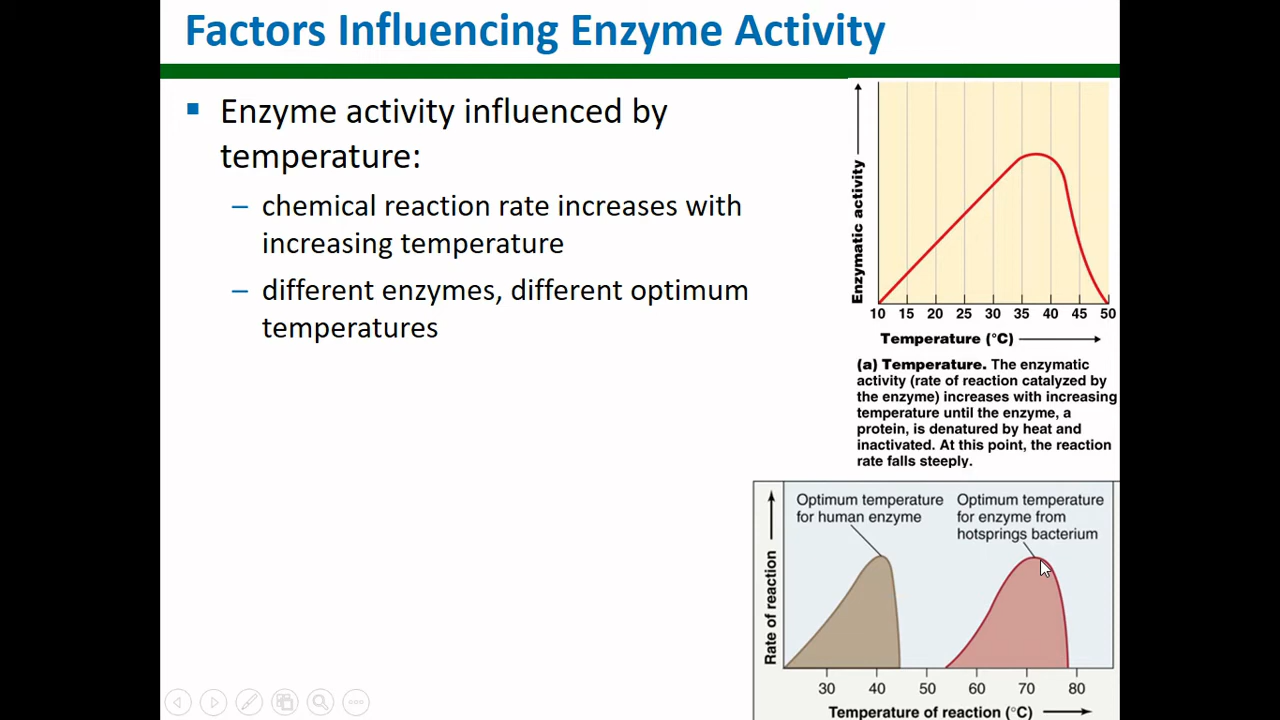 Factors Influencing Enzyme Activity
▪ Enzyme activity influenced by
temperature:
– chemical reaction rate increases with
increasing temperature
– different enzymes, different optimum
temperatures
Enzymatic activity
10 15 20 25 30 35 40 45 50
Temperature (°C)
(a) Temperature. The enzymatic
activity (rate of reaction catalyzed by
the enzyme) increases with increasing
temperature until the enzyme, a
protein, is denatured by heat and
inactivated. At this point, the reaction
rate falls steeply.
Optimum temperature
for human enzyme
Optimum temperature
for enzyme from
hotsprings bacterium
Rate of reaction
30 40 50 60 70 80
Temperature of reaction (°C)